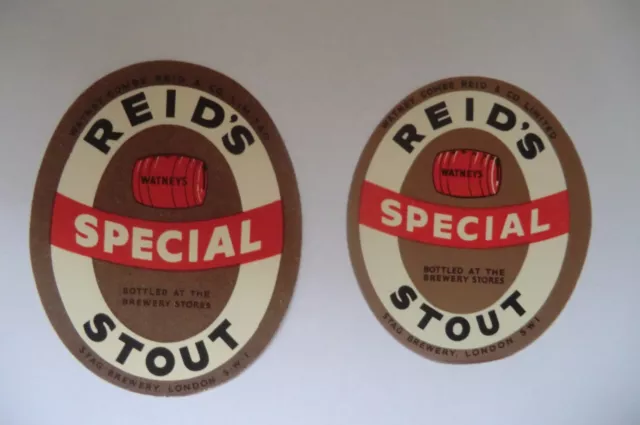 WATNEY COMBE REID & CO. LIMITED
REID'S
WATNEYS
SPECIAL
BOTTLED AT THE
BREWERY STORES
STOUT
STAG BREWERY, LONDON S.W.1
WATNEY COMBE REID & CO LIMITED
REID'S
WATNEYS
SPECIAL
BOTTLED AT THE
BREWERY STORES
STOUT
STAG BREWERY, LONDON SW1